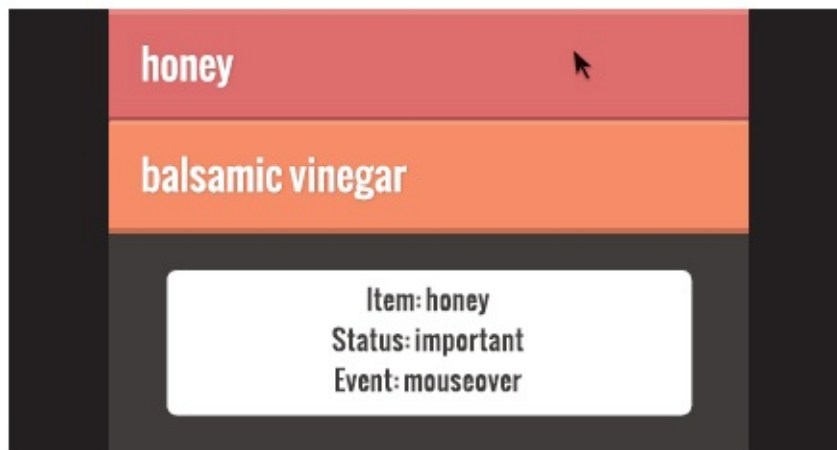 honey
balsamic vinegar
Item: honey
Status: important
Event: mouseover